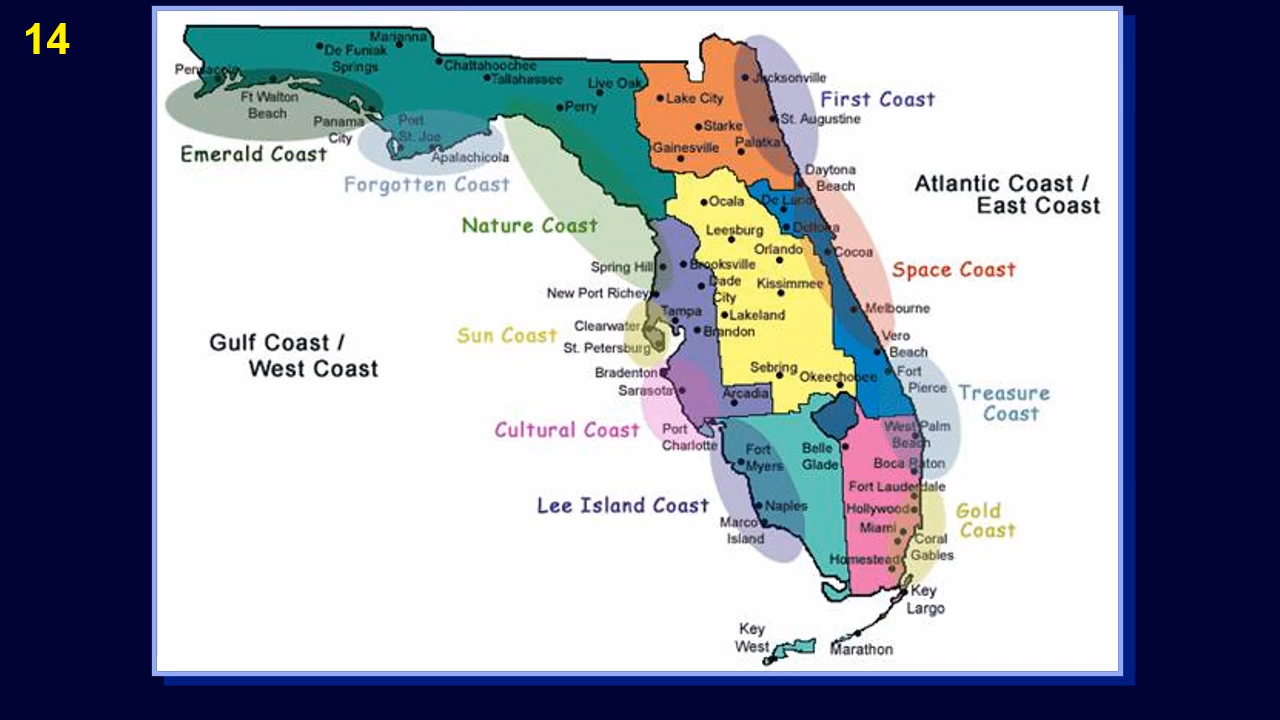 14
Marianna
De Funiak
Springs
Chattahoochee
Tallahassee
Pensacola
Live Oak
Jacksonville
Ft Walton
Beach
Perry
Lake City
First Coast
Panama
City
Port
St. Joe
Starke
St. Augustine
Emerald Coast
Apalachicola
Gainesville
Palatka
Forgotten Coast
Daytona
Beach
Atlantic Coast /
East Coast
Ocala
De Land
Nature Coast
Leesburg
Deltona
Orlando
Cocoa
Spring Hill
Brooksville
Space Coast
Dade
City
Kissimmee
New Port Richey
Melbourne
Tampa
Lakeland
Clearwater
Brandon
Sun Coast
Vero
Beach
Gulf Coast /
West Coast
St. Petersburg
Bradenton
Sebring
Okeechobee
Fort
Pierce
Sarasota
Arcadia
Treasure
Coast
Cultural Coast
Port
Charlotte
West Palm
Beach
Fort
Myers
Belle
Glade
Boca Raton
Fort Lauderdale
Lee Island Coast
Naples
Hollywood
Gold
Coast
Marco
Island
Miami
Coral
Gables
Homestead
Key
Largo
Key
West
Marathon